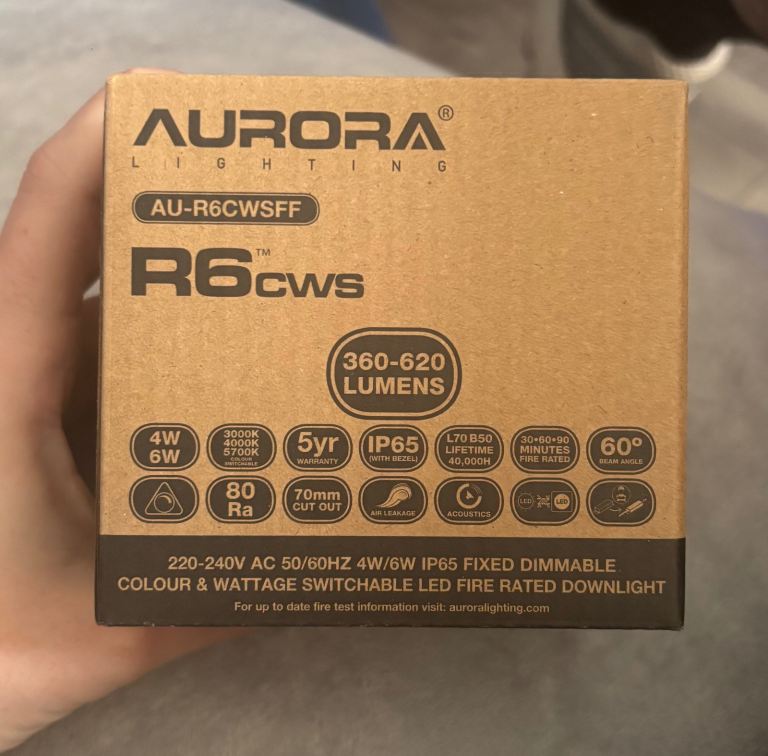 AURORA®
LIGHTING
AU-R6CWSFF
R6™CWS
360-620
LUMENS
4W
6W
3000K
4000K
5700K
COLOUR
SWITCHABLE
5yr
WARRANTY
IP65
(WITH BEZEL)
L70 B50
LIFETIME
40,000H
30•60•90
MINUTES
FIRE RATED
60º
BEAM ANGLE
80
Ra
70mm
CUT OUT
AIR LEAKAGE
ACOUSTICS
LED
LED
220-240V AC 50/60HZ 4W/6W IP65 FIXED DIMMABLE
COLOUR & WATTAGE SWITCHABLE LED FIRE RATED DOWNLIGHT
For up to date fire test information visit: auroralighting.com